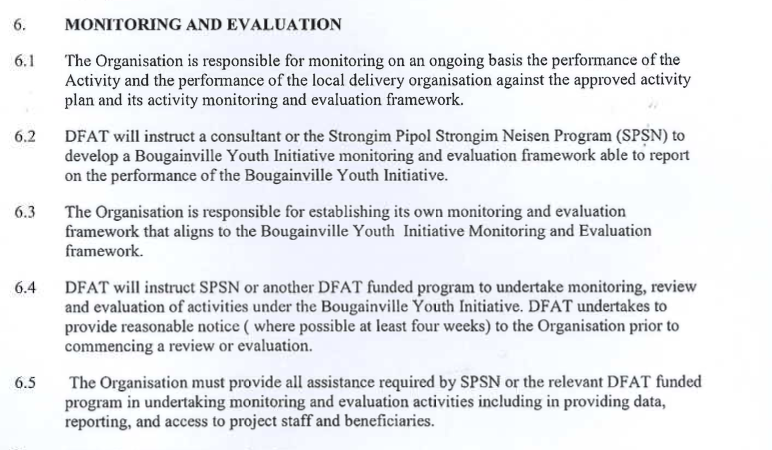 6. MONITORING AND EVALUATION
6.1 The Organisation is responsible for monitoring on an ongoing basis the performance of the
Activity and the performance of the local delivery organisation against the approved activity
plan and its activity monitoring and evaluation framework.
6.2 DFAT will instruct a consultant or the Strongim Pipol Strongim Neisen Program (SPSN) to
develop a Bougainville Youth Initiative monitoring and evaluation framework able to report
on the performance of the Bougainville Youth Initiative.
6.3 The Organisation is responsible for establishing its own monitoring and evaluation
framework that aligns to the Bougainville Youth Initiative Monitoring and Evaluation
framework.
6.4 DFAT will instruct SPSN or another DFAT funded program to undertake monitoring, review
and evaluation of activities under the Bougainville Youth Initiative. DFAT undertakes to
provide reasonable notice ( where possible at least four weeks) to the Organisation prior to
commencing a review or evaluation.
6.5 The Organisation must provide all assistance required by SPSN or the relevant DFAT funded
program in undertaking monitoring and evaluation activities including in providing data,
reporting, and access to project staff and beneficiaries.